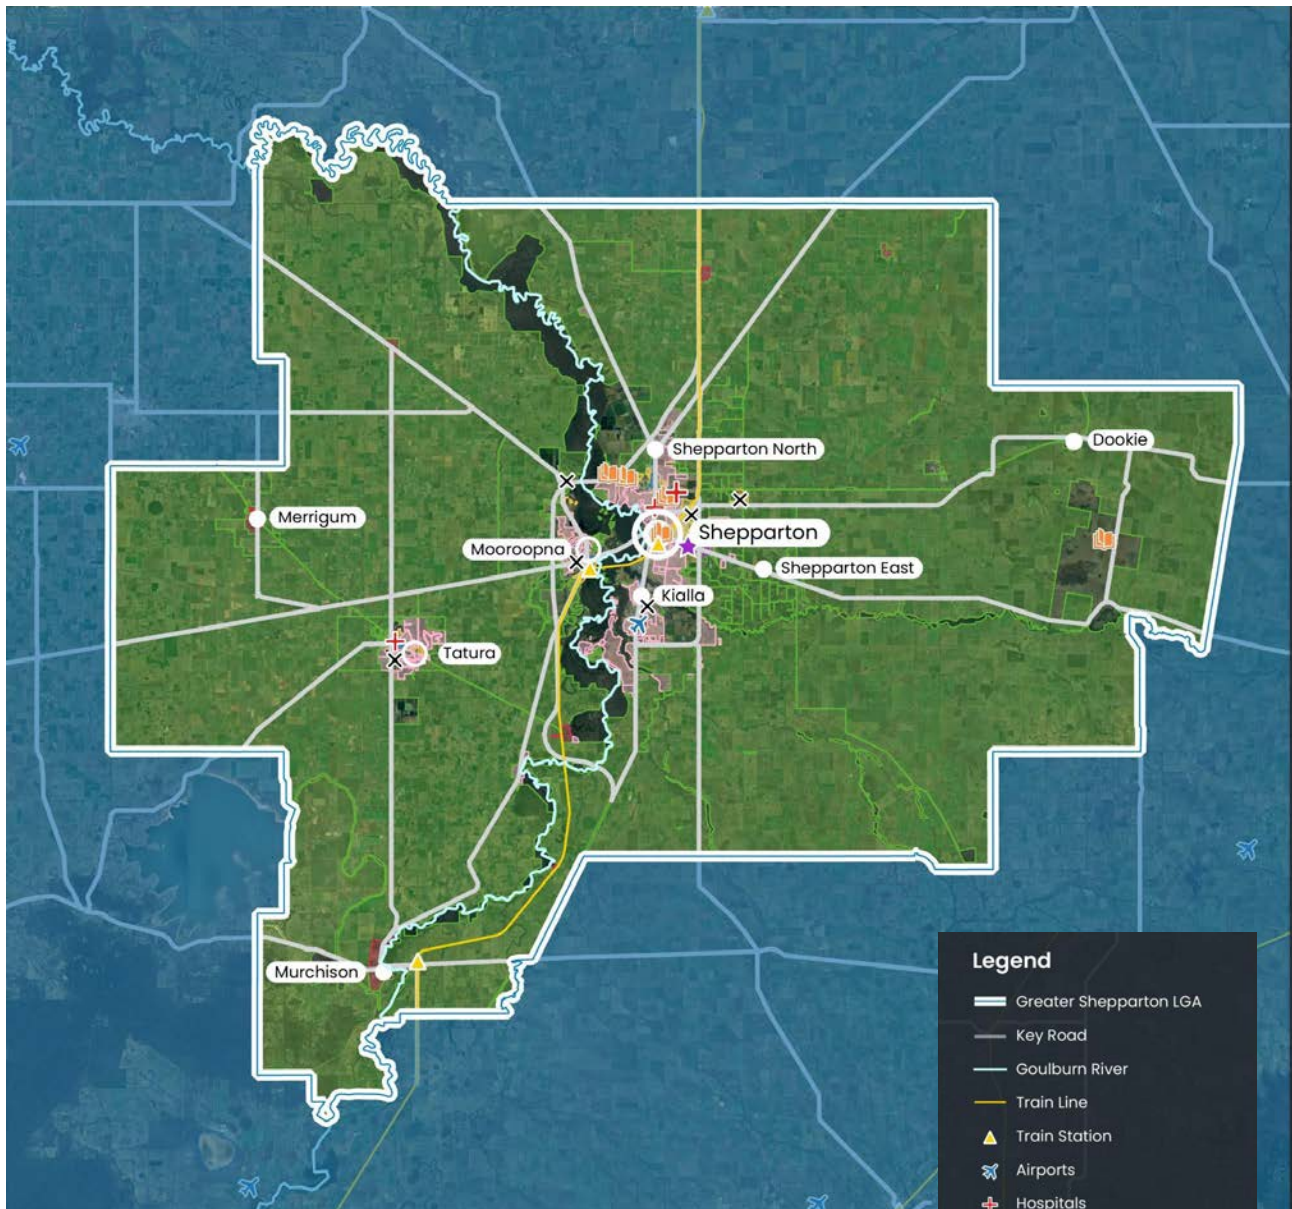 Shepparton North
Dookie
Merrigum
Shepparton
Mooroopna
Shepparton East
Kialla
Tatura
Murchison
Legend
Greater Shepparton LGA
Key Road
Goulburn River
Train Line
Train Station
Airports
Hospitals